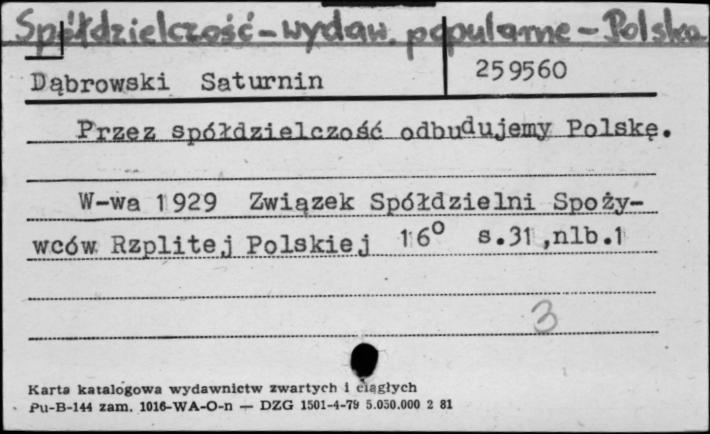 Spółdzielczość-wydaw. popularne-Polska
Dąbrowski Saturnin
259560
Przez spółdzielczość odbudujemy Polskę.
W-wa 1929 Związek Spółdzielni Spoży-
wców Rzplitej Polskiej 16° s.31,nlb.1
3
Karta katalogowa wydawnictw zwartych i ciągłych
Pu-B-144 zam. 1016-WA-O-n — DZG 1501-4-79 5.050.000 2 81